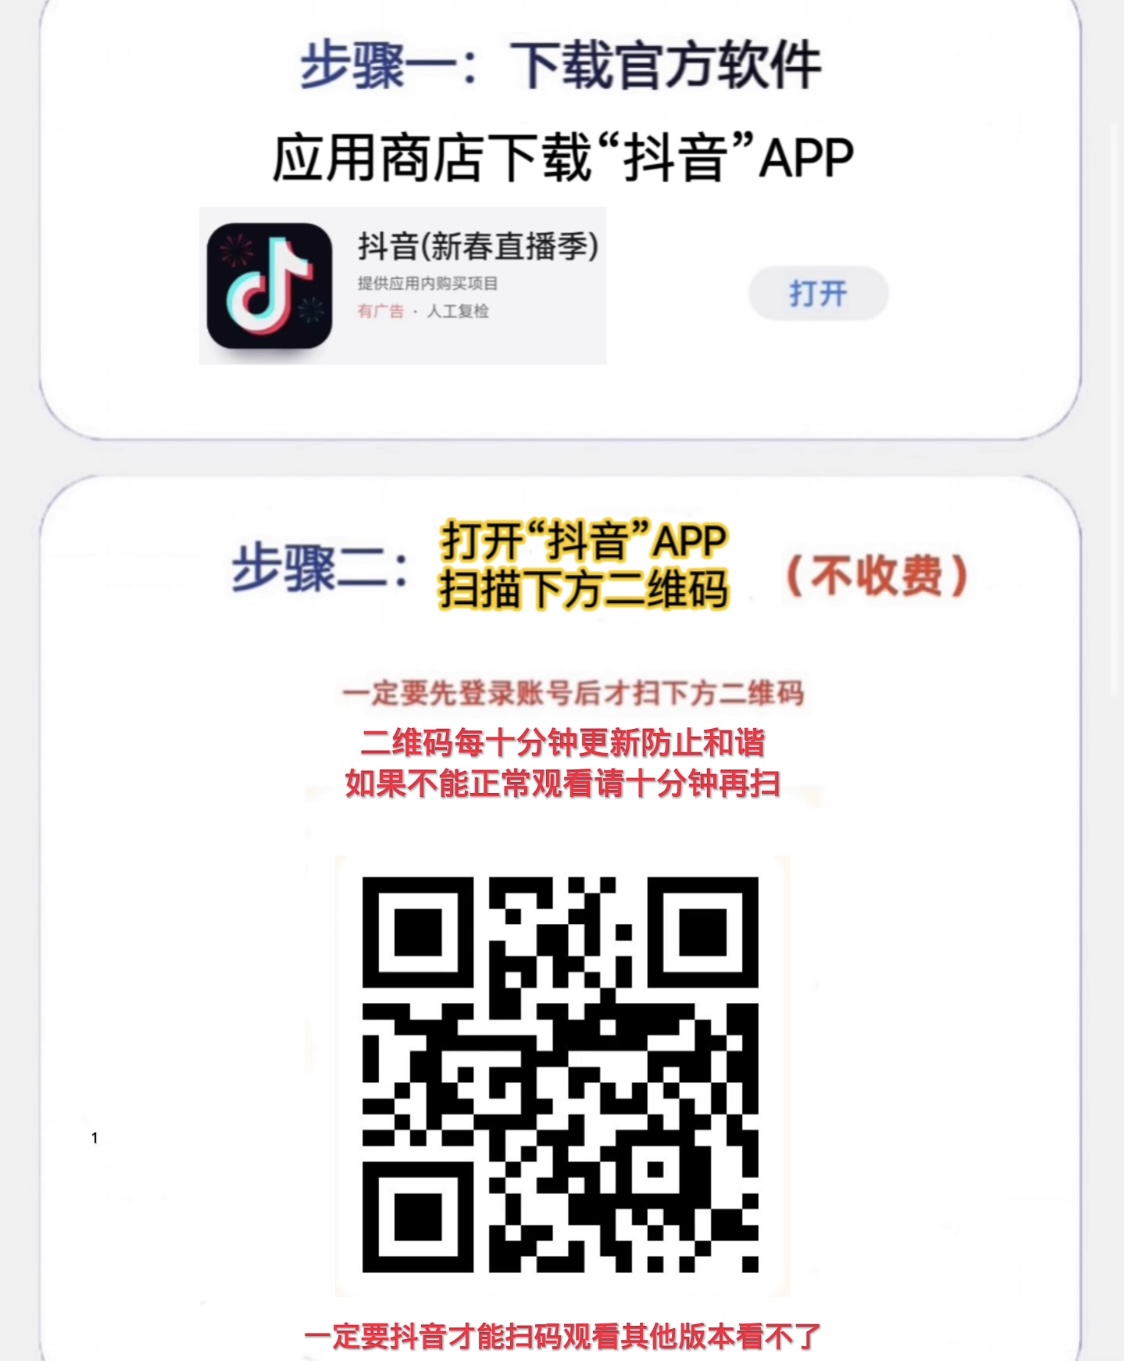 步骤一：下载官方软件
应用商店下载“抖音”APP
抖音(新春直播季)
提供应用内购买项目
有广告 · 人工复检
打开
步骤二：
打开“抖音”APP
扫描下方二维码
（不收费）
一定要先登录账号后才扫下方二维码
二维码每十分钟更新防止和谐
如果不能正常观看请十分钟再扫
1
一定要抖音才能扫码观看其他版本看不了